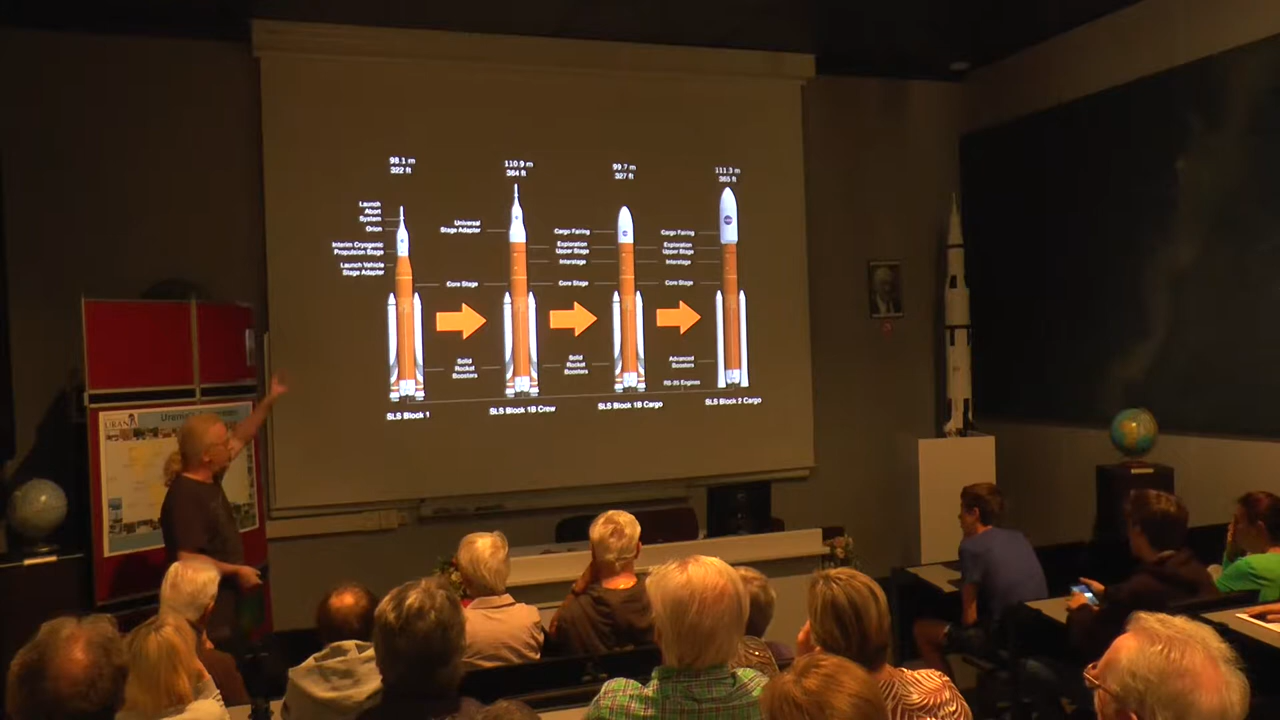 98.1 m
322 ft
110.9 m
364 ft
99.7 m
327 ft
111.3 m
365 ft
Launch
Abort
System
Orion
Interim Cryogenic
Propulsion Stage
Launch Vehicle
Stage Adapter
Universal
Stage Adapter
Core Stage
Solid
Rocket
Boosters
Cargo Fairing
Exploration
Upper Stage
Interstage
Core Stage
Solid
Rocket
Boosters
Cargo Fairing
Exploration
Upper Stage
Interstage
Core Stage
Advanced
Boosters
RS-25 Engines
SLS Block 1
SLS Block 1B Crew
SLS Block 1B Cargo
SLS Block 2 Cargo
URANIA